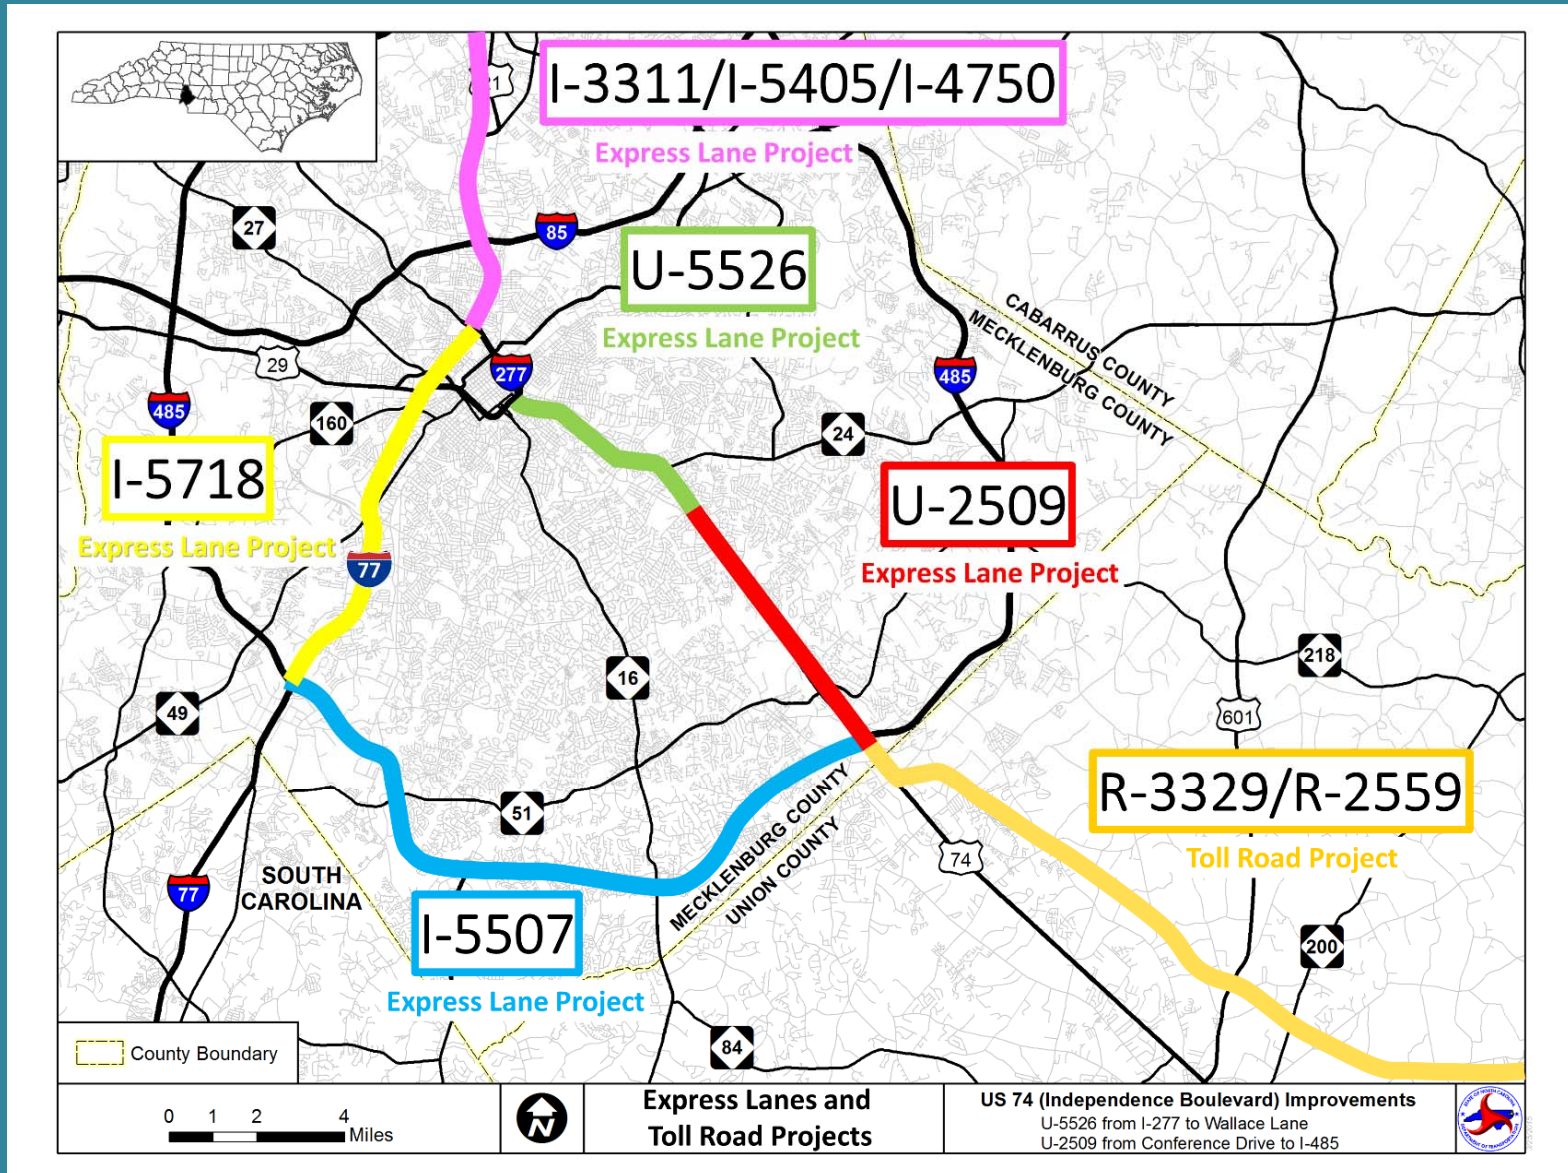 I-3311/I-5405/I-4750
Express Lane Project
27
85
U-5526
Express Lane Project
CABARRUS COUNTY
MECKLENBURG COUNTY
29
277
485
485
160
24
I-5718
Express Lane Project
U-2509
Express Lane Project
77
218
16
49
601
R-3329/R-2559
Toll Road Project
51
MECKLENBURG COUNTY
UNION COUNTY
74
77
SOUTH
CAROLINA
I-5507
Express Lane Project
200
84
County Boundary
0 1 2 4
Miles
N
Express Lanes and
Toll Road Projects
US 74 (Independence Boulevard) Improvements
U-5526 from I-277 to Wallace Lane
U-2509 from Conference Drive to I-485